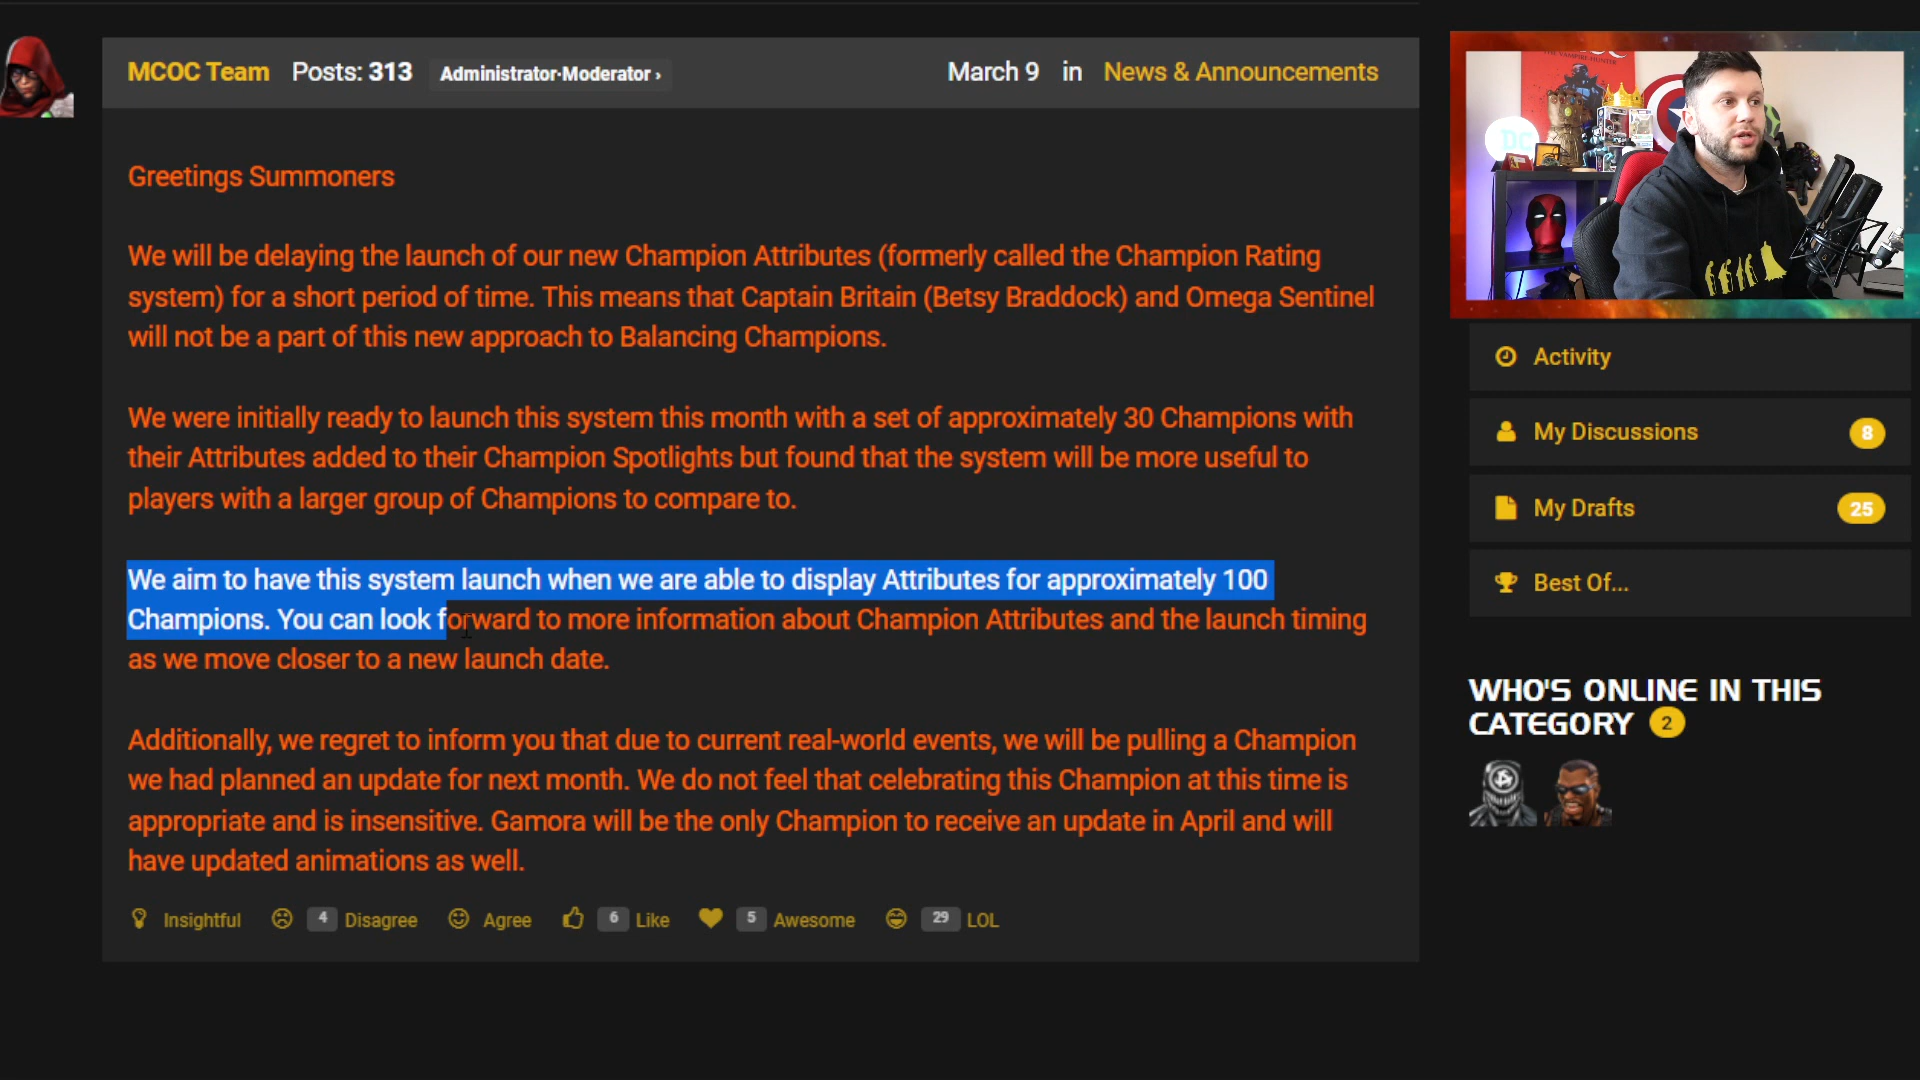 MCOC Team Posts: 313 Administrator·Moderator › March 9 in News & Announcements
Greetings Summoners
We will be delaying the launch of our new Champion Attributes (formerly called the Champion Rating
system) for a short period of time. This means that Captain Britain (Betsy Braddock) and Omega Sentinel
will not be a part of this new approach to Balancing Champions.
We were initially ready to launch this system this month with a set of approximately 30 Champions with
their Attributes added to their Champion Spotlights but found that the system will be more useful to
players with a larger group of Champions to compare to.
We aim to have this system launch when we are able to display Attributes for approximately 100
Champions. You can look forward to more information about Champion Attributes and the launch timing
as we move closer to a new launch date.
Additionally, we regret to inform you that due to current real-world events, we will be pulling a Champion
we had planned an update for next month. We do not feel that celebrating this Champion at this time is
appropriate and is insensitive. Gamora will be the only Champion to receive an update in April and will
have updated animations as well.
Insightful 4 Disagree Agree 6 Like 5 Awesome 29 LOL
DC
Activity
My Discussions 8
My Drafts 25
Best Of...
WHO'S ONLINE IN THIS
CATEGORY 2